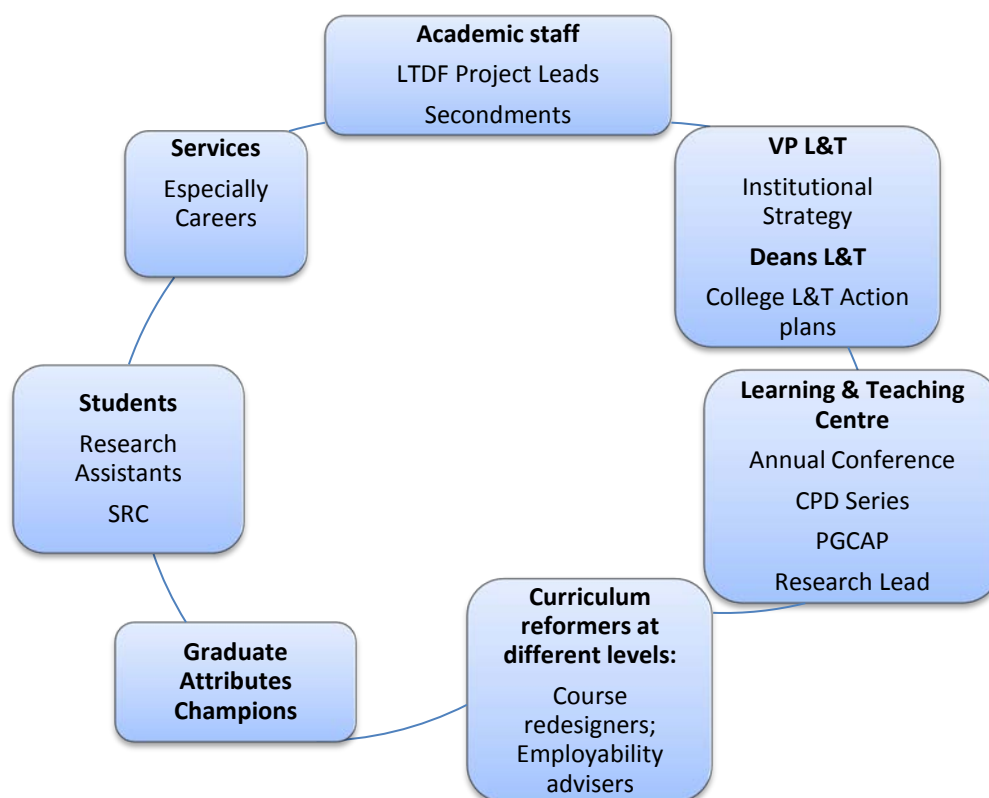 Academic staff
LTDF Project Leads
Secondments
VP L&T
Institutional
Strategy
Deans L&T
College L&T Action
plans
Learning & Teaching
Centre
Annual Conference
CPD Series
PGCAP
Research Lead
Curriculum
reformers at
different levels:
Course
redesigners;
Employability
advisers
Graduate
Attributes
Champions
Students
Research
Assistants
SRC
Services
Especially
Careers